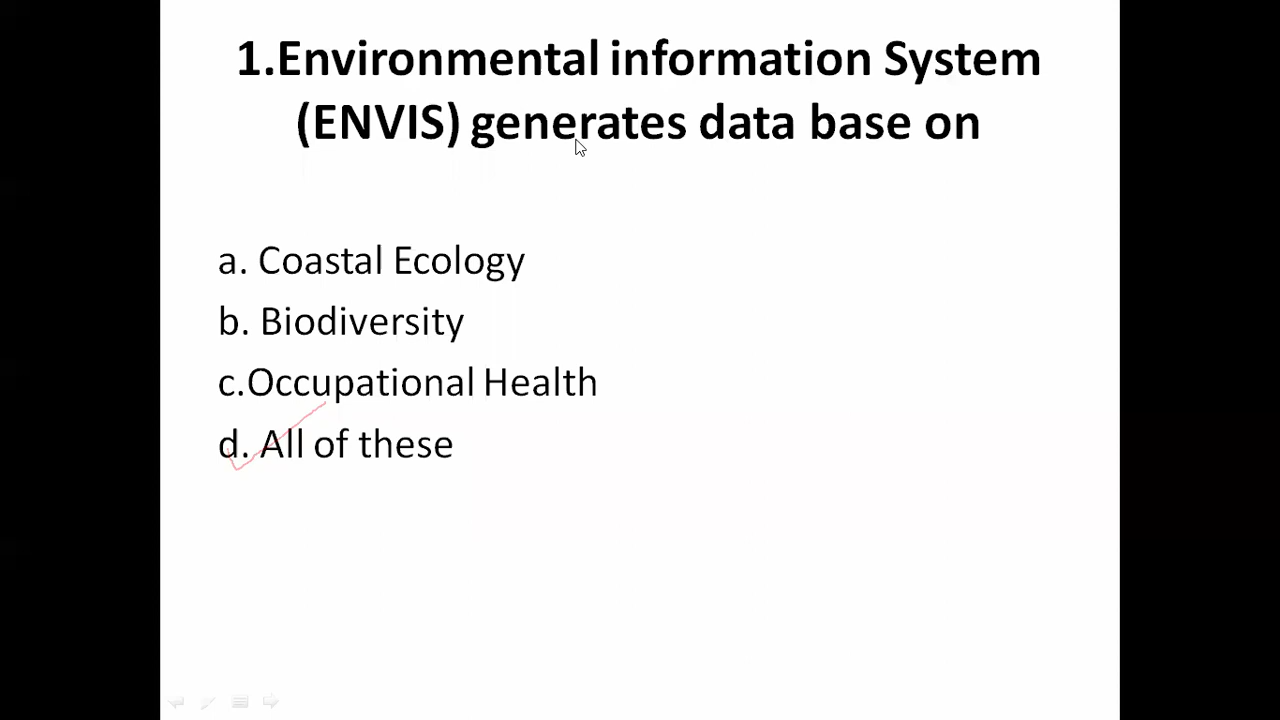 1.Environmental information System
(ENVIS) generates data base on
a. Coastal Ecology
b. Biodiversity
c.Occupational Health
d. All of these